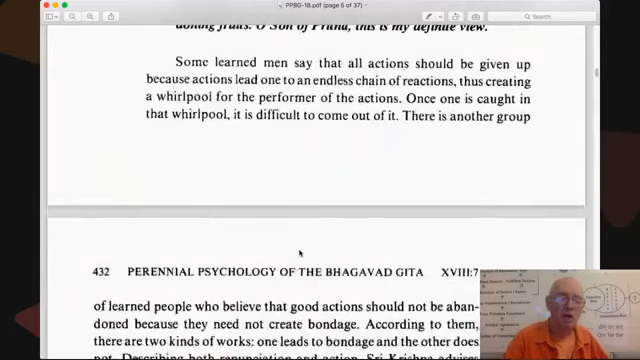 PPBG-18.pdf (page 5 of 37)
Search
doning fruits. O Son of Pritha, this is my definite view.
Some learned men say that all actions should be given up
because actions lead one to an endless chain of reactions, thus creating
a whirlpool for the performer of the actions. Once one is caught in
that whirlpool, it is difficult to come out of it. There is another group
432 PERENNIAL PSYCHOLOGY OF THE BHAGAVAD GITA XVIII:7
of learned people who believe that good actions should not be aban-
doned because they need not create bondage. According to them,
there are two kinds of works: one leads to bondage and the other does
not. Describing both renunciation and action, Sri Krishna advises
Om Tat Sat